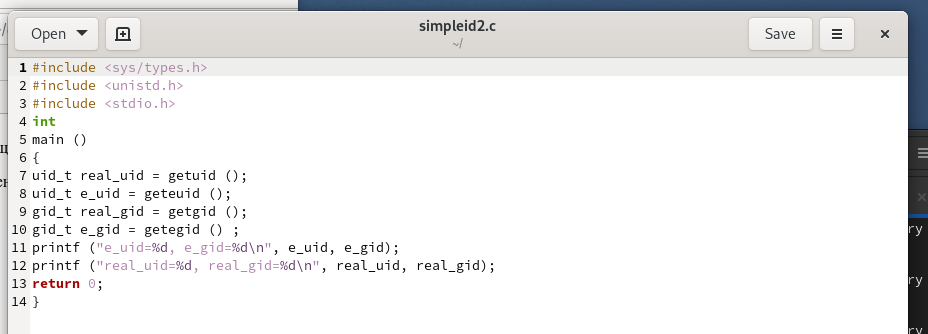 Open
simpleid2.c
~/
Save
1 #include <sys/types.h>
2 #include <unistd.h>
3 #include <stdio.h>
4 int
5 main ()
6 {
7 uid_t real_uid = getuid ();
8 uid_t e_uid = geteuid ();
9 gid_t real_gid = getgid ();
10 gid_t e_gid = getegid () ;
11 printf ("e_uid=%d, e_gid=%d\n", e_uid, e_gid);
12 printf ("real_uid=%d, real_gid=%d\n", real_uid, real_gid);
13 return 0;
14 }
ry
ry
ry